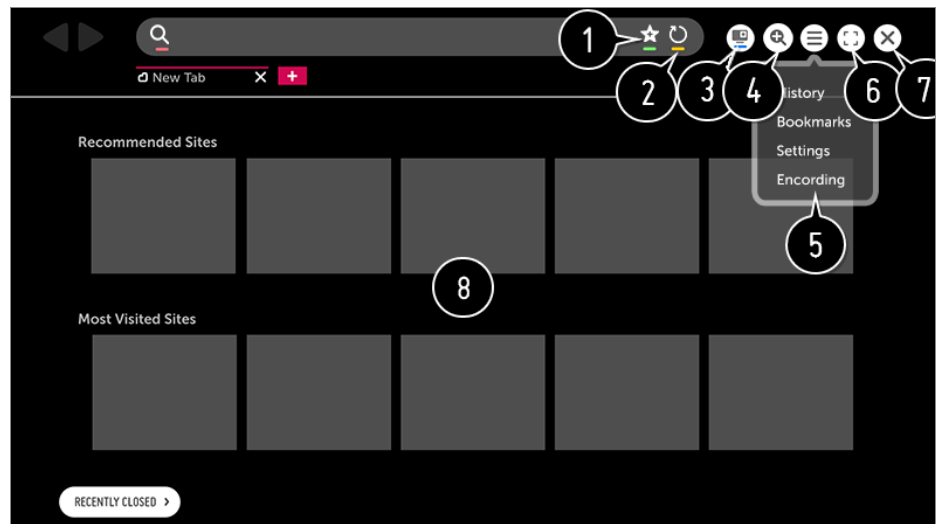 1
New Tab
2
3
4
History
6
7
Bookmarks
Recommended Sites
Settings
Encording
5
8
Most Visited Sites
RECENTLY CLOSED